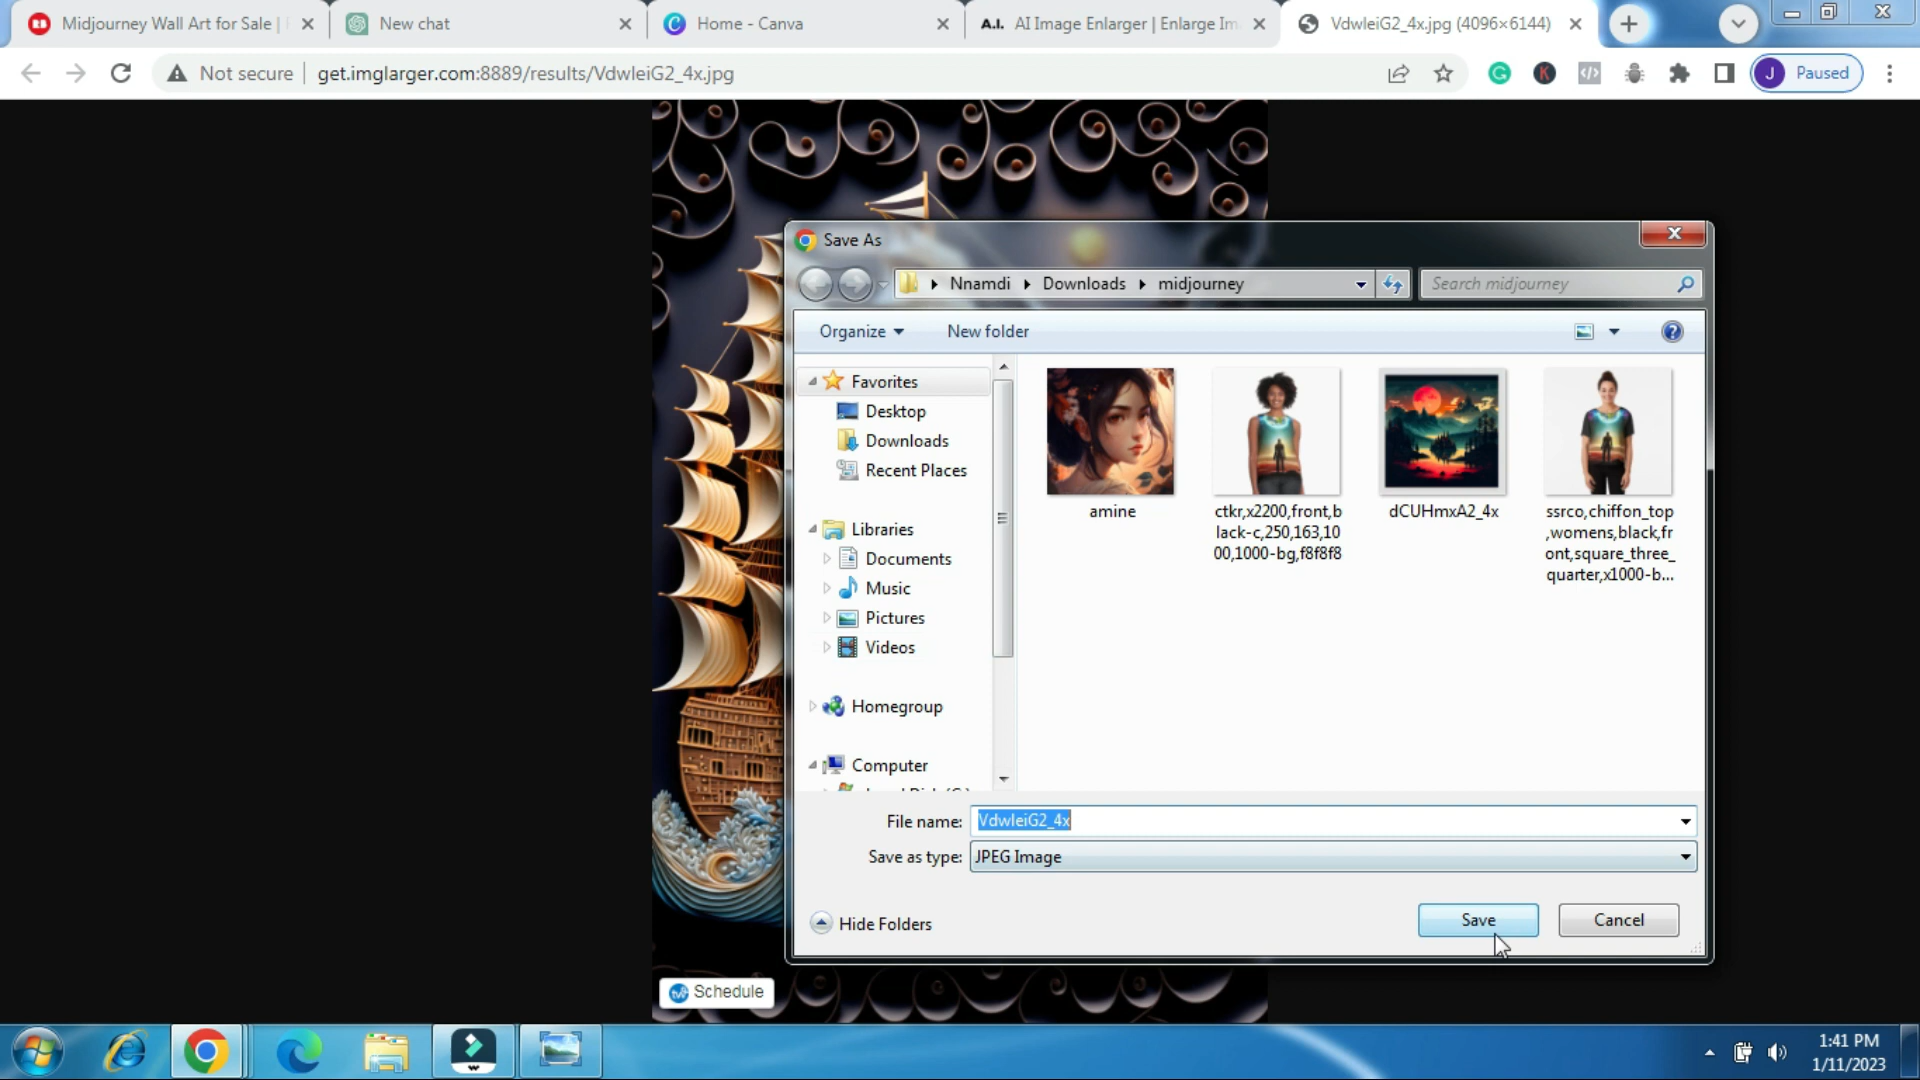 Midjourney Wall Art for Sale |
New chat
Home - Canva
A.I. AI Image Enlarger | Enlarge Im
VdwleiG2_4x.jpg (4096×6144)
Not secure
get.imglarger.com:8889/results/VdwleiG2_4x.jpg
J Paused
Save As
Nnamdi
Downloads
midjourney
Search midjourney
Organize
New folder
Favorites
Desktop
Downloads
Recent Places
Libraries
Documents
Music
Pictures
Videos
Homegroup
Computer
amine
ctkr,x2200,front,b
lack-c,250,163,10
00,1000-bg,f8f8f8
dCUHmxA2_4x
ssrco,chiffon_top
,womens,black,fr
ont,square_three_
quarter,x1000-b...
File name: VdwleiG2_4x
Save as type: JPEG Image
Hide Folders
Save
Cancel
Schedule
1:41 PM
1/11/2023